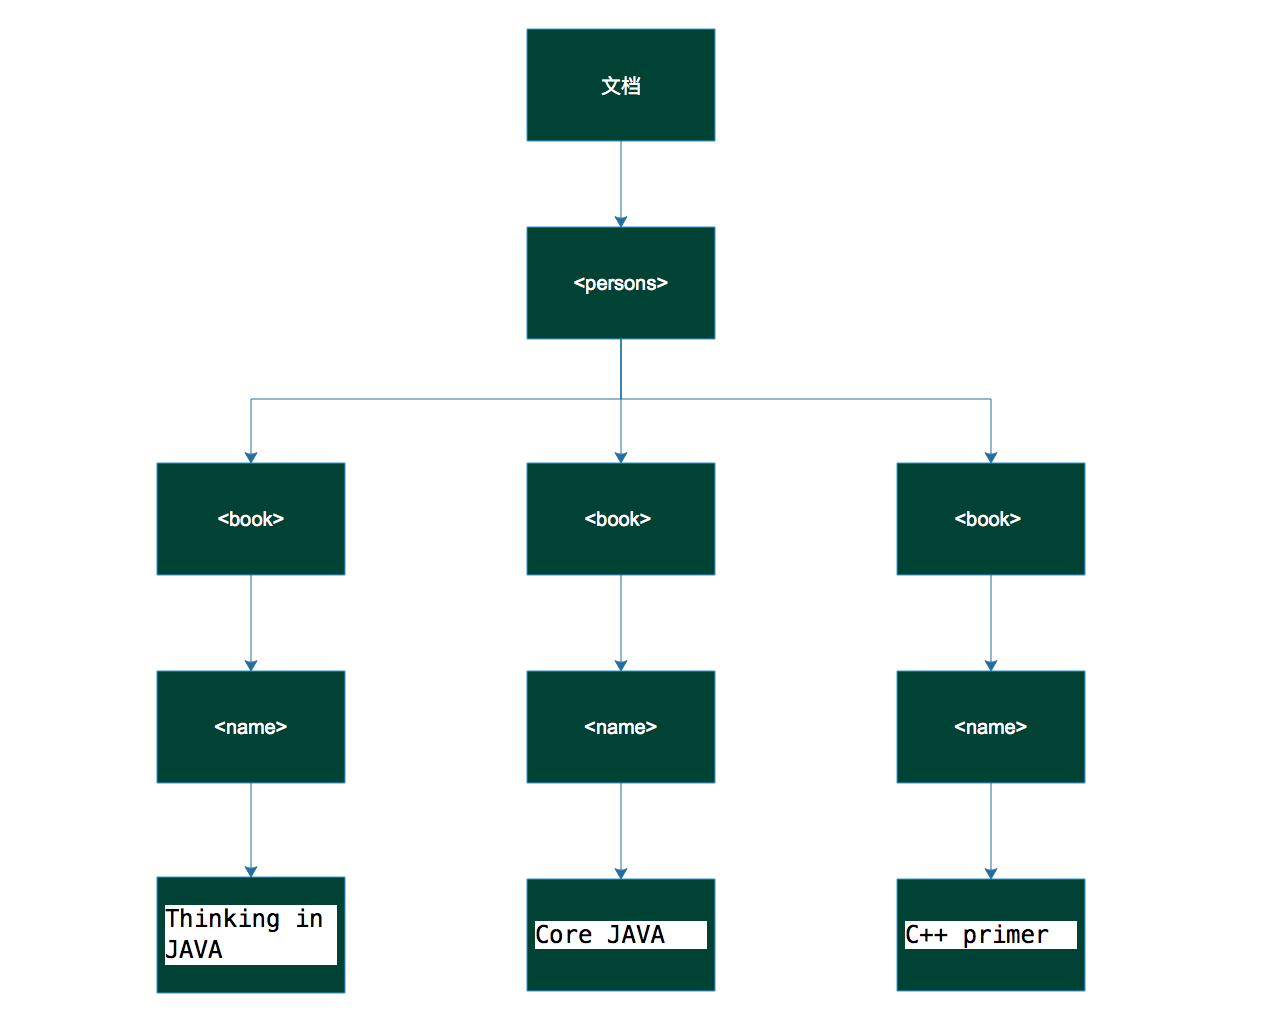 文档
<persons>
<book>
<book>
<book>
<name>
<name>
<name>
Thinking in
JAVA
Core JAVA
C++ primer